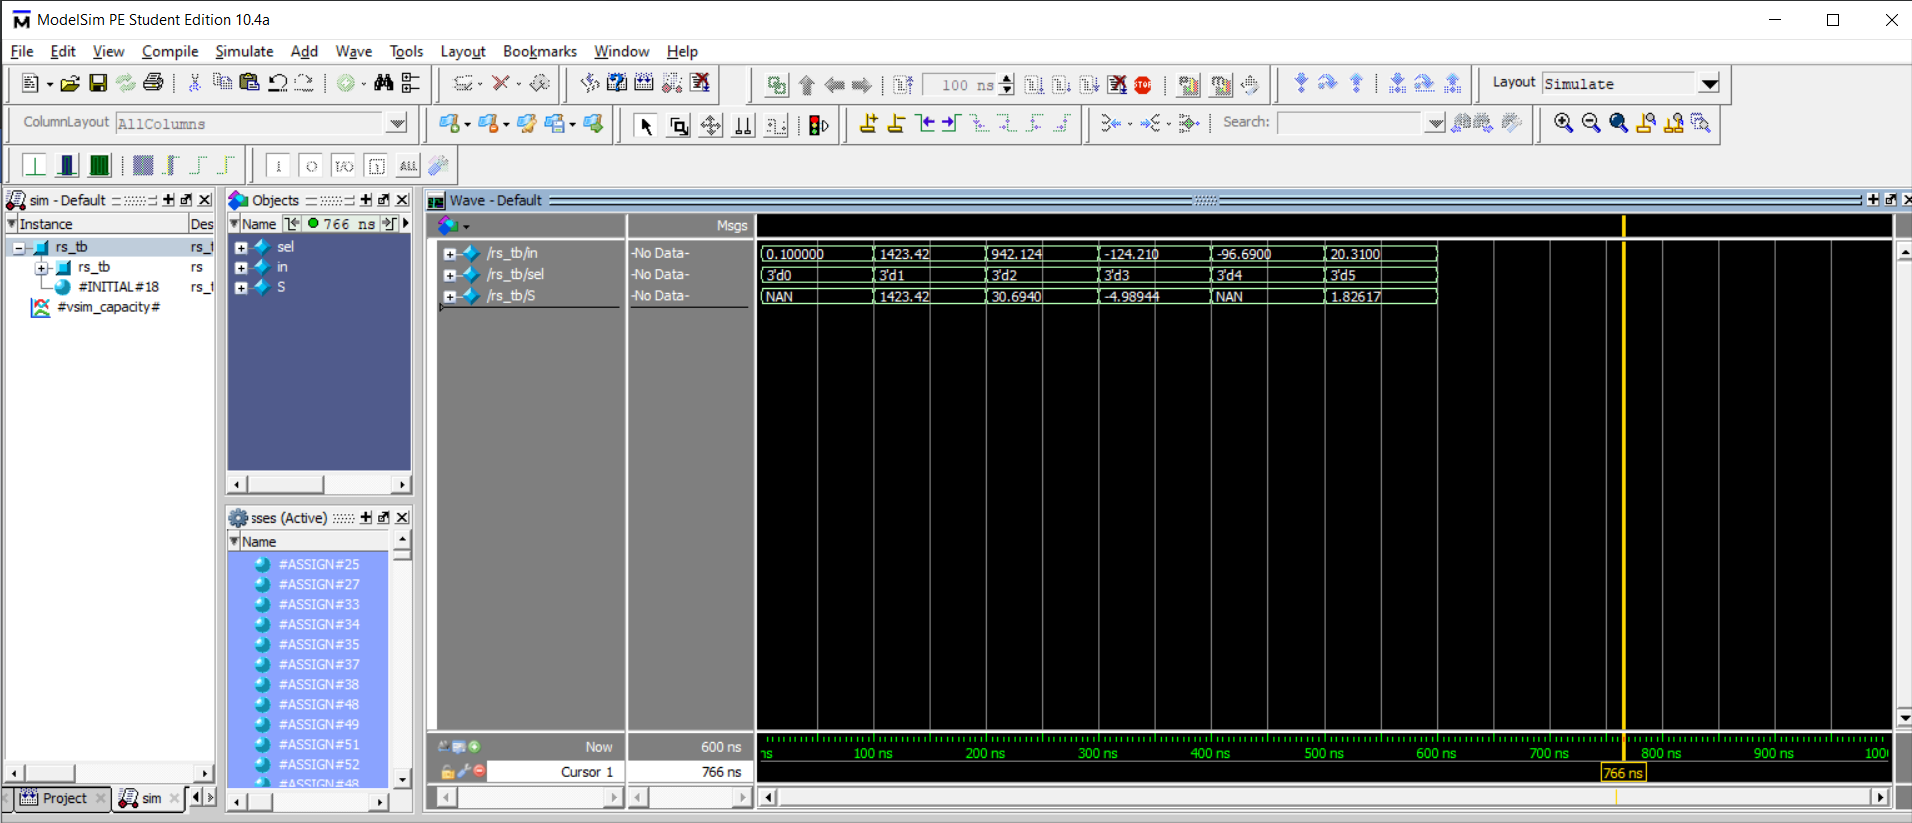 ModelSim PE Student Edition 10.4a
File Edit View Compile Simulate Add Wave Tools Layout Bookmarks Window Help
100 ns
Layout Simulate
ColumnLayout AllColumns
Search:
sim - Default
Instance Des
rs_tb rs_t
rs_tb rs
#INITIAL#18 rs_t
#vsim_capacity#
Project sim
Objects
Name 766 ns
sel
in
S
sses (Active)
Name
#ASSIGN#25
#ASSIGN#27
#ASSIGN#33
#ASSIGN#34
#ASSIGN#35
#ASSIGN#37
#ASSIGN#38
#ASSIGN#48
#ASSIGN#49
#ASSIGN#51
#ASSIGN#52
#ASSIGN#48
Wave - Default
Msgs
/rs_tb/in -No Data- 0.100000 1423.42 942.124 -124.210 -96.6900 20.3100
/rs_tb/sel -No Data- 3'd0 3'd1 3'd2 3'd3 3'd4 3'd5
/rs_tb/S -No Data- NAN 1423.42 30.6940 -4.98944 NAN 1.82617
Now 600 ns ns 100 ns 200 ns 300 ns 400 ns 500 ns 600 ns 700 ns 800 ns 900 ns 1000
Cursor 1 766 ns 766 ns